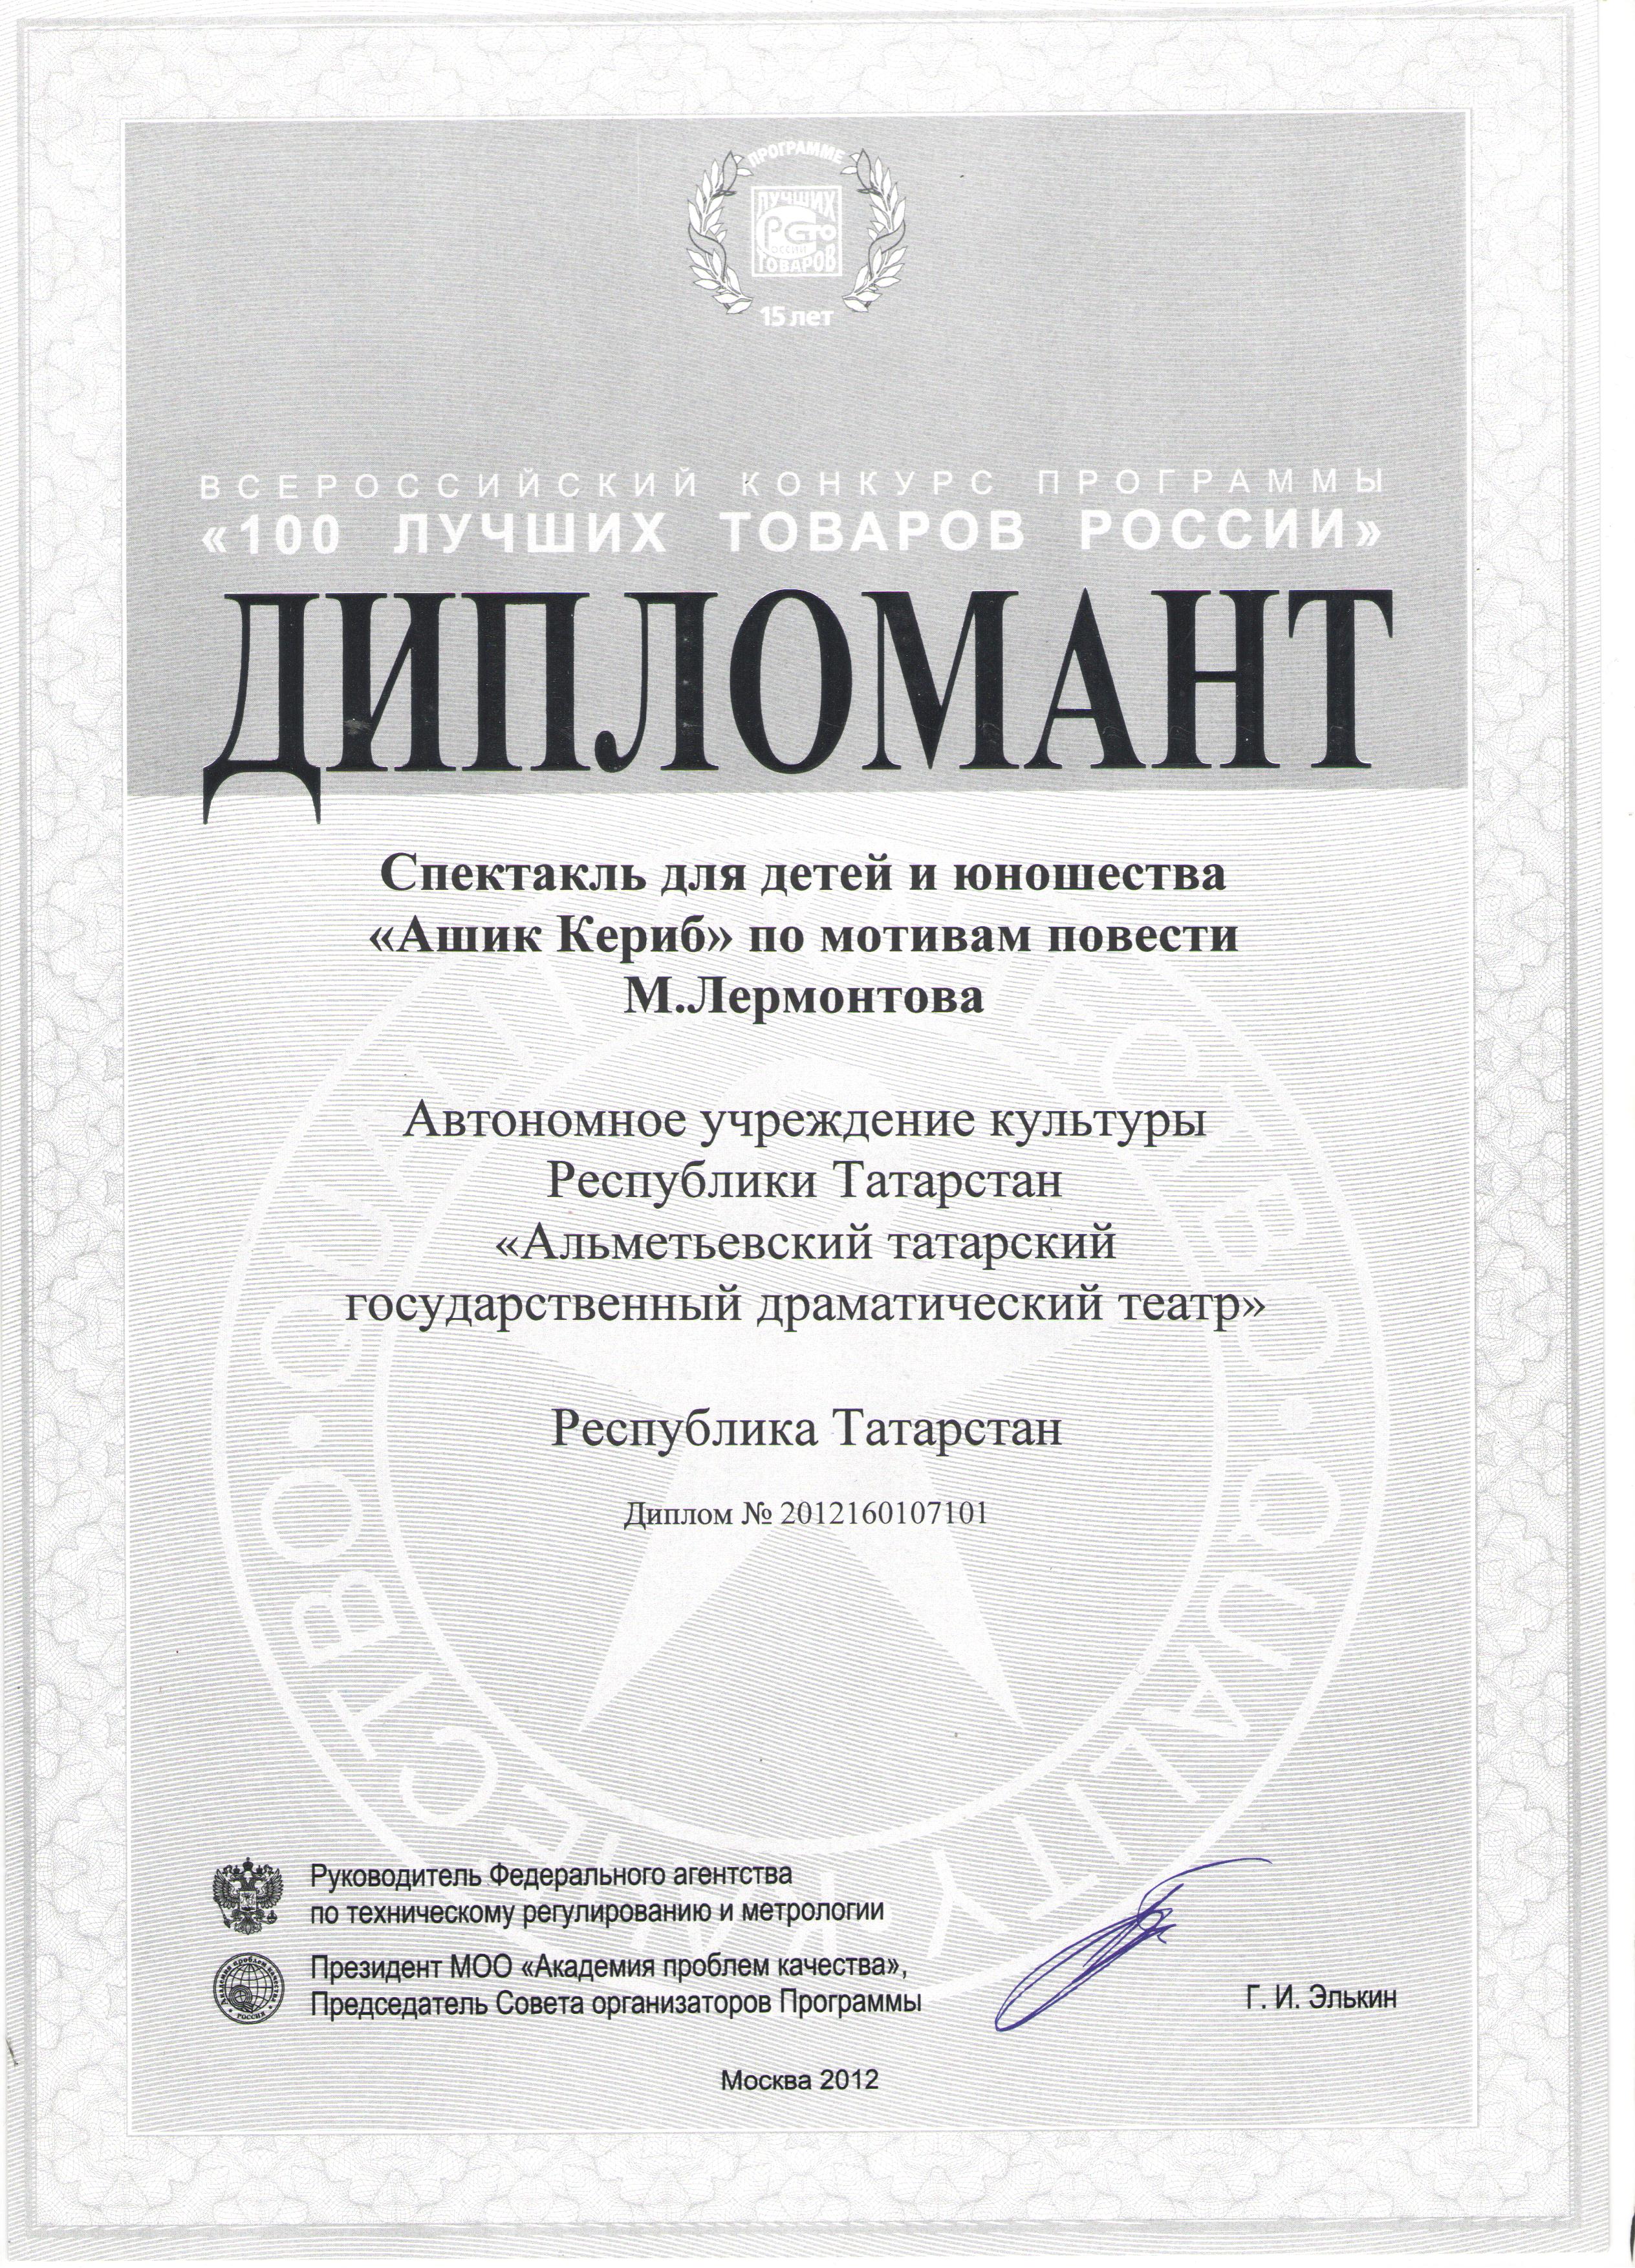 ПРОГРАММЕ
ЛУЧШИХ
Сто
России
ТОВАРОВ
15 лет
ВСЕРОССИЙСКИЙ КОНКУРС ПРОГРАММЫ
«100 ЛУЧШИХ ТОВАРОВ РОССИИ»
ДИПЛОМАНТ
Спектакль для детей и юношества
«Ашик Кериб» по мотивам повести
М.Лермонтова
Автономное учреждение культуры
Республики Татарстан
«Альметьевский татарский
государственный драматический театр»
Республика Татарстан
Диплом № 2012160107101
Руководитель Федерального агентства
по техническому регулированию и метрологии
Президент МОО «Академия проблем качества»,
Председатель Совета организаторов Программы
Г. И. Элькин
Москва 2012